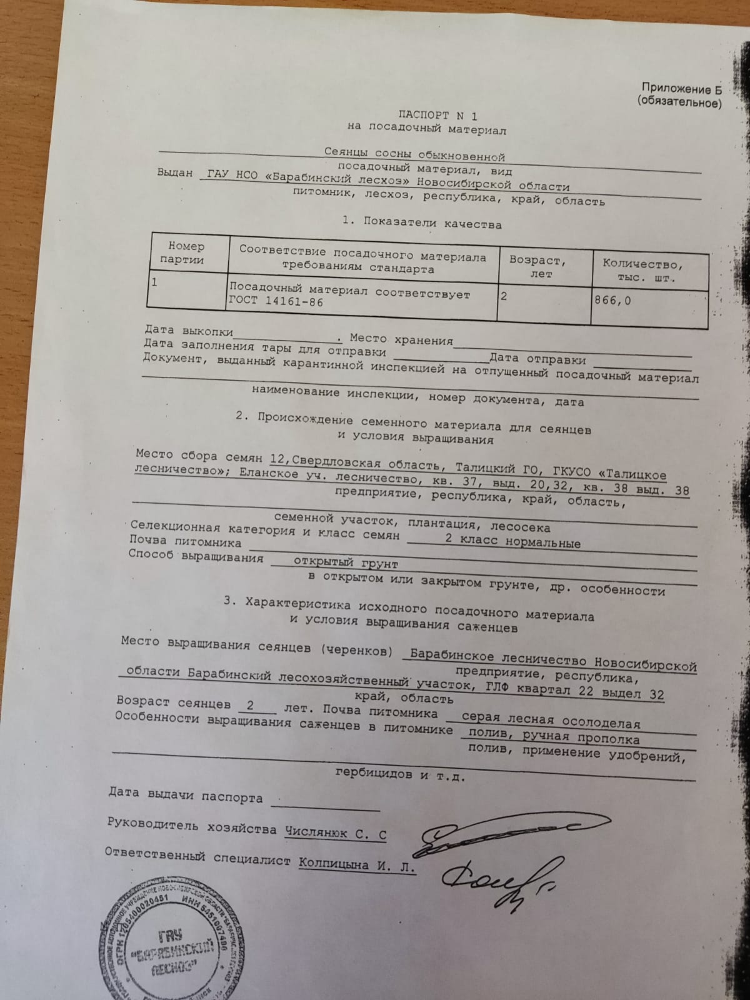 Приложение Б
(обязательное)
ПАСПОРТ N 1
на посадочный материал
Сеянцы сосны обыкновенной
посадочный материал, вид
Выдан ГАУ НСО «Барабинский лесхоз» Новосибирской области
питомник, лесхоз, республика, край, область
1. Показатели качества
Номер партии
Соответствие посадочного материала требованиям стандарта
Возраст, лет
Количество, тыс. шт.
1
Посадочный материал соответствует ГОСТ 14161-86
2
866,0
Дата выкопки . Место хранения
Дата заполнения тары для отправки Дата отправки
Документ, выданный карантинной инспекцией на отпущенный посадочный материал
наименование инспекции, номер документа, дата
2. Происхождение семенного материала для сеянцев
и условия выращивания
Место сбора семян 12,Свердловская область, Талицкий ГО, ГКУСО «Талицкое
лесничество»; Еланское уч. лесничество, кв. 37, выд. 20,32, кв. 38 выд. 38
предприятие, республика, край, область,
семенной участок, плантация, лесосека
Селекционная категория и класс семян 2 класс нормальные
Почва питомника
Способ выращивания открытый грунт
в открытом или закрытом грунте, др. особенности
3. Характеристика исходного посадочного материала
и условия выращивания саженцев
Место выращивания сеянцев (черенков) Барабинское лесничество Новосибирской
предприятие, республика,
области Барабинский лесохозяйственный участок, ГЛФ квартал 22 выдел 32
край, область
Возраст сеянцев 2 лет. Почва питомника серая лесная осолоделая
Особенности выращивания саженцев в питомнике полив, ручная прополка
полив, применение удобрений,
гербицидов и т.д.
Дата выдачи паспорта
Руководитель хозяйства Числянюк С. С
Ответственный специалист Колпицына И. Л.
ОГРН 1205400020451 ИНН 5451007406
ГАУ
"БАРАБИНСКИЙ
ЛЕСХОЗ"